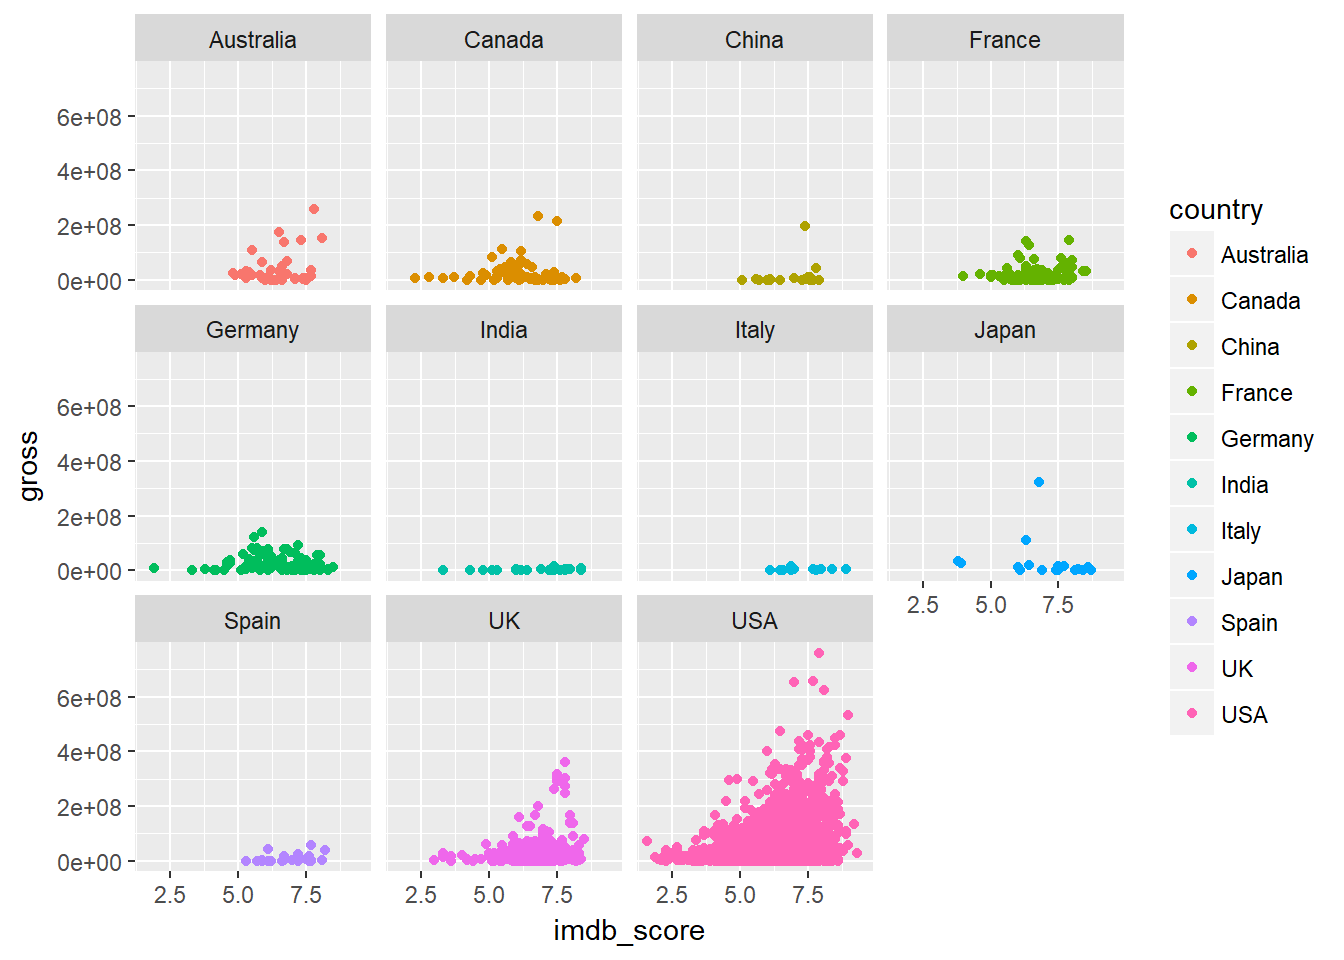 Australia Canada China France
6e+08
4e+08
2e+08
0e+00
Germany India Italy Japan
6e+08
4e+08
2e+08
0e+00
2.5 5.0 7.5
Spain UK USA
6e+08
4e+08
2e+08
0e+00
2.5 5.0 7.5 2.5 5.0 7.5 2.5 5.0 7.5
imdb_score
gross
country
Australia
Canada
China
France
Germany
India
Italy
Japan
Spain
UK
USA